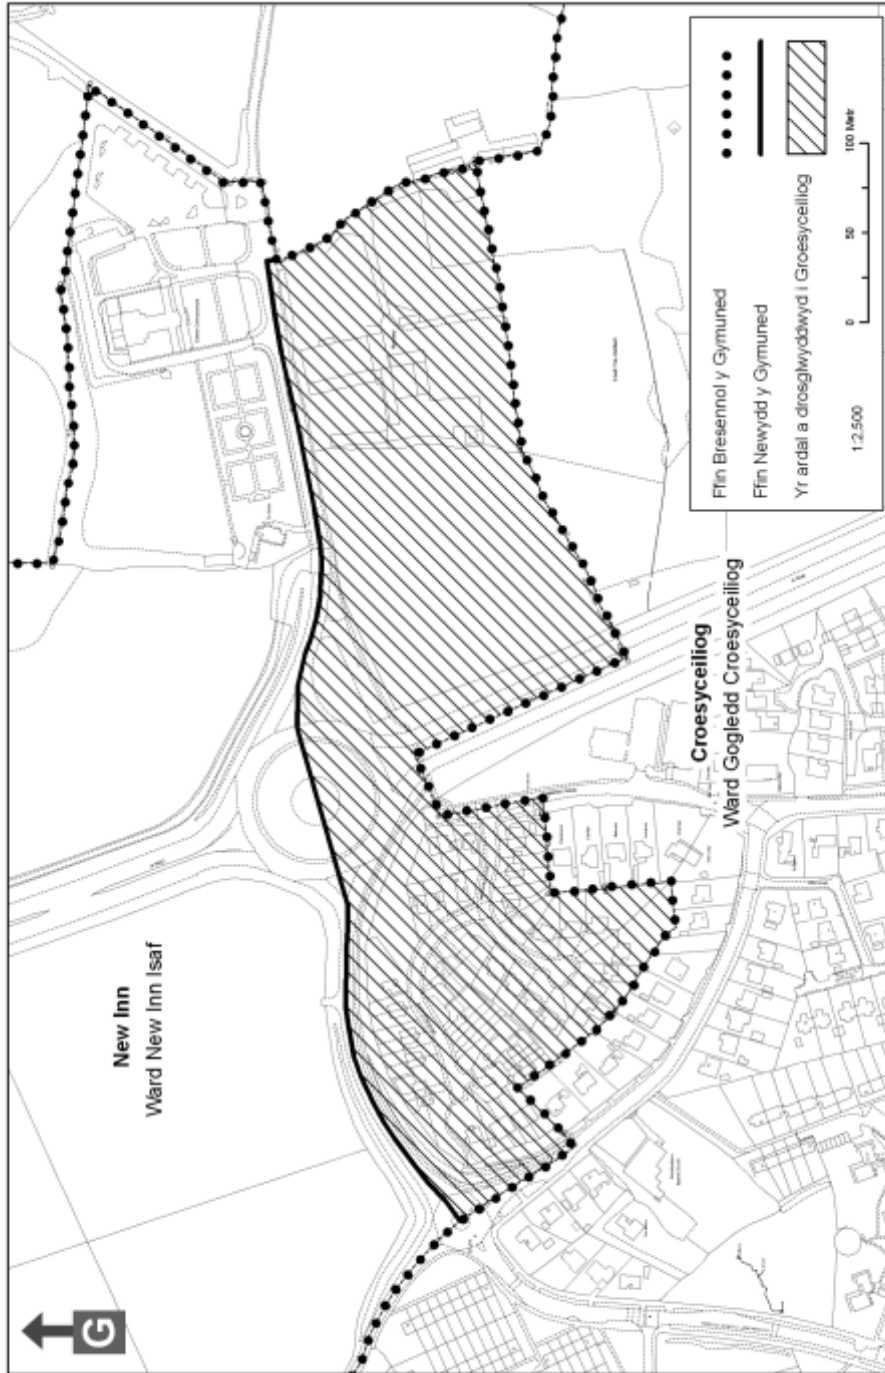 G
New Inn
Ward New Inn Isaf
Croesyceiliog
Ward Gogledd Croesyceiliog
Ffin Bresennol y Gymuned
Ffin Newydd y Gymuned
Yr ardal a drosglwyddwyd i Groesyceiliog
1:2,500
0
50
100 Metr